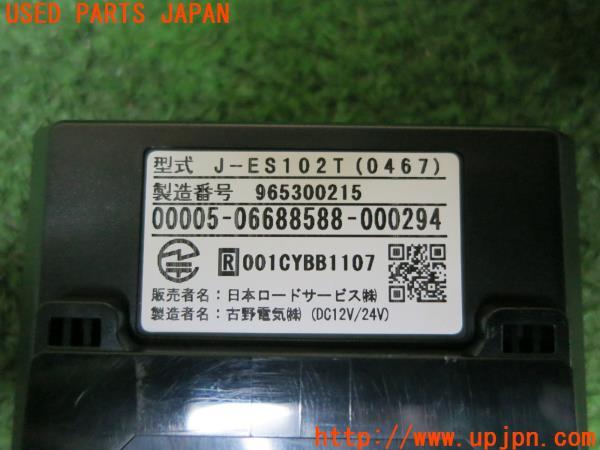 USED PARTS JAPAN
型式 J-ES102T(0467)
製造番号 965300215
00005-06688588-000294
R 001CYBB1107
販売者名：日本ロードサービス㈱
製造者名：古野電気㈱ (DC12V/24V)
http://www.upjpn.com